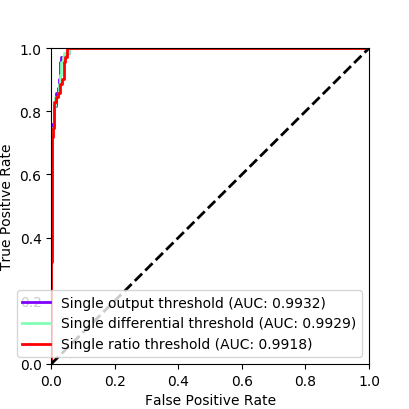 1.0
0.8
0.6
0.4
0.2
0.0
True Positive Rate
Single output threshold (AUC: 0.9932)
Single differential threshold (AUC: 0.9929)
Single ratio threshold (AUC: 0.9918)
0.0 0.2 0.4 0.6 0.8 1.0
False Positive Rate